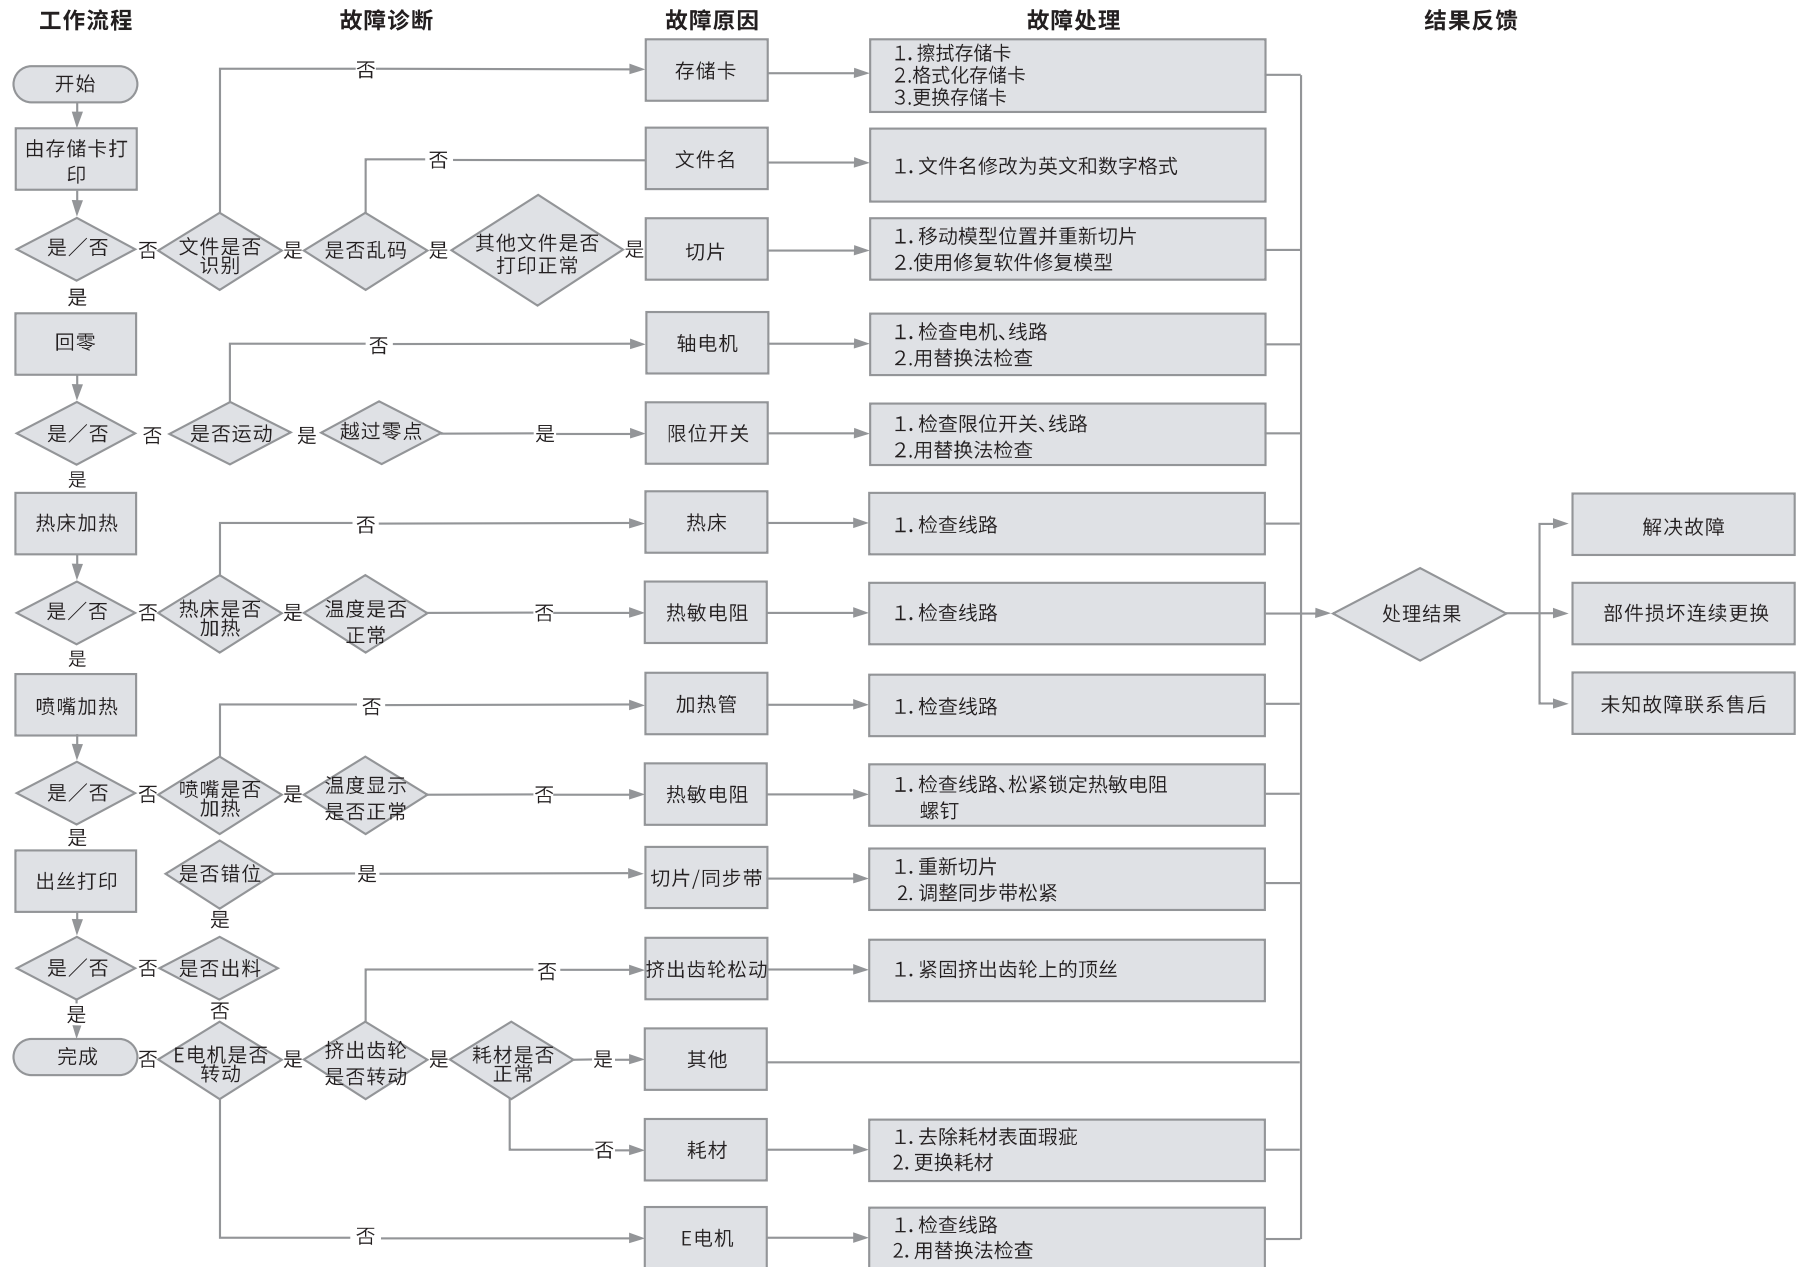 工作流程
故障诊断
故障原因
故障处理
结果反馈
开始
由存储卡打
印
是／否
否
文件是否
识别
否
是
是否乱码
否
是
其他文件是否
打印正常
是
存储卡
1. 擦拭存储卡
2.格式化存储卡
3.更换存储卡
文件名
1. 文件名修改为英文和数字格式
切片
1. 移动模型位置并重新切片
2.使用修复软件修复模型
是
回零
是／否
否
是否运动
否
是
越过零点
是
轴电机
1. 检查电机、线路
2.用替换法检查
限位开关
1. 检查限位开关、线路
2.用替换法检查
是
热床加热
是／否
否
热床是否
加热
否
是
温度是否
正常
否
热床
1. 检查线路
热敏电阻
1. 检查线路
是
喷嘴加热
是／否
否
喷嘴是否
加热
否
是
温度显示
是否正常
否
加热管
1. 检查线路
热敏电阻
1. 检查线路、松紧锁定热敏电阻
螺钉
是
出丝打印
是否错位
是
是
切片/同步带
1. 重新切片
2. 调整同步带松紧
是／否
否
是否出料
否
是
完成
否
E电机是否
转动
是
挤出齿轮
是否转动
否
是
耗材是否
正常
是
否
否
挤出齿轮松动
1. 紧固挤出齿轮上的顶丝
其他
耗材
1. 去除耗材表面瑕疵
2. 更换耗材
E电机
1. 检查线路
2. 用替换法检查
处理结果
解决故障
部件损坏连续更换
未知故障联系售后